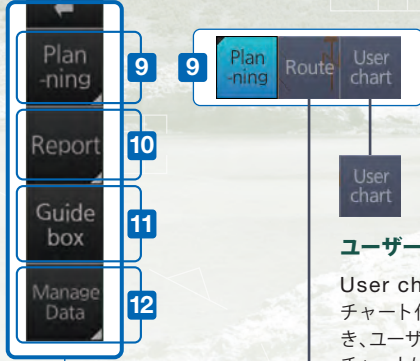 Plan
-ning
9
Report
10
Guide
box
11
Manage
Data
12
9
Plan
-ning
Route
User
chart
User
chart
ユーザー
User ch
チャート作
き、ユーザ